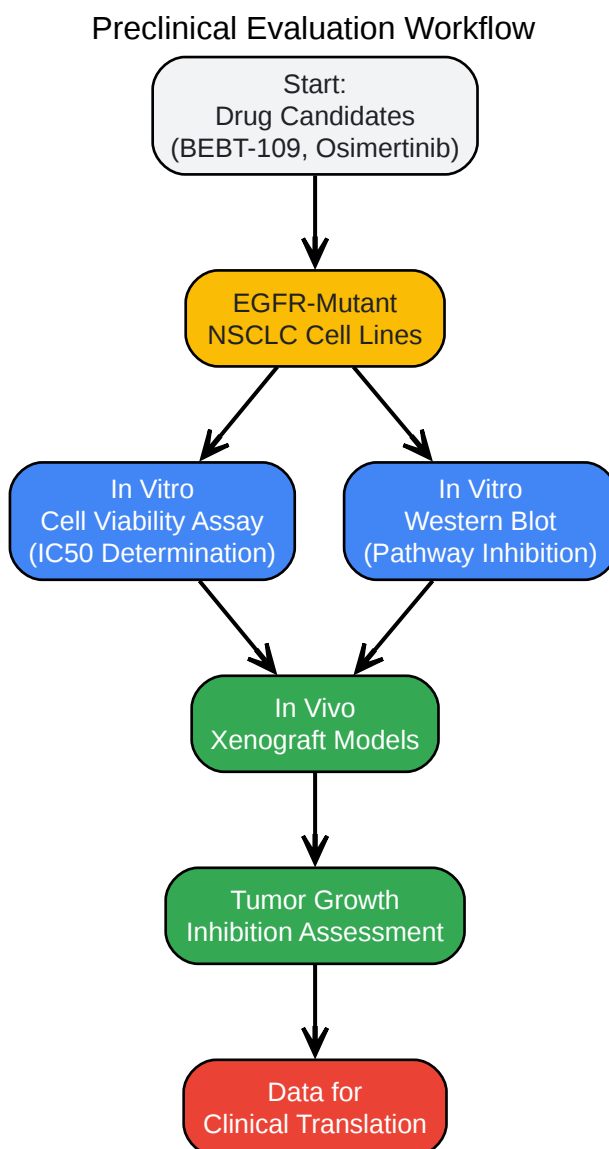 Preclinical Evaluation Workflow
Start:
Drug Candidates
(BEBT-109, Osimertinib)
EGFR-Mutant
NSCLC Cell Lines
In Vitro
Cell Viability Assay
(IC50 Determination)
In Vitro
Western Blot
(Pathway Inhibition)
In Vivo
Xenograft Models
Tumor Growth
Inhibition Assessment
Data for
Clinical Translation